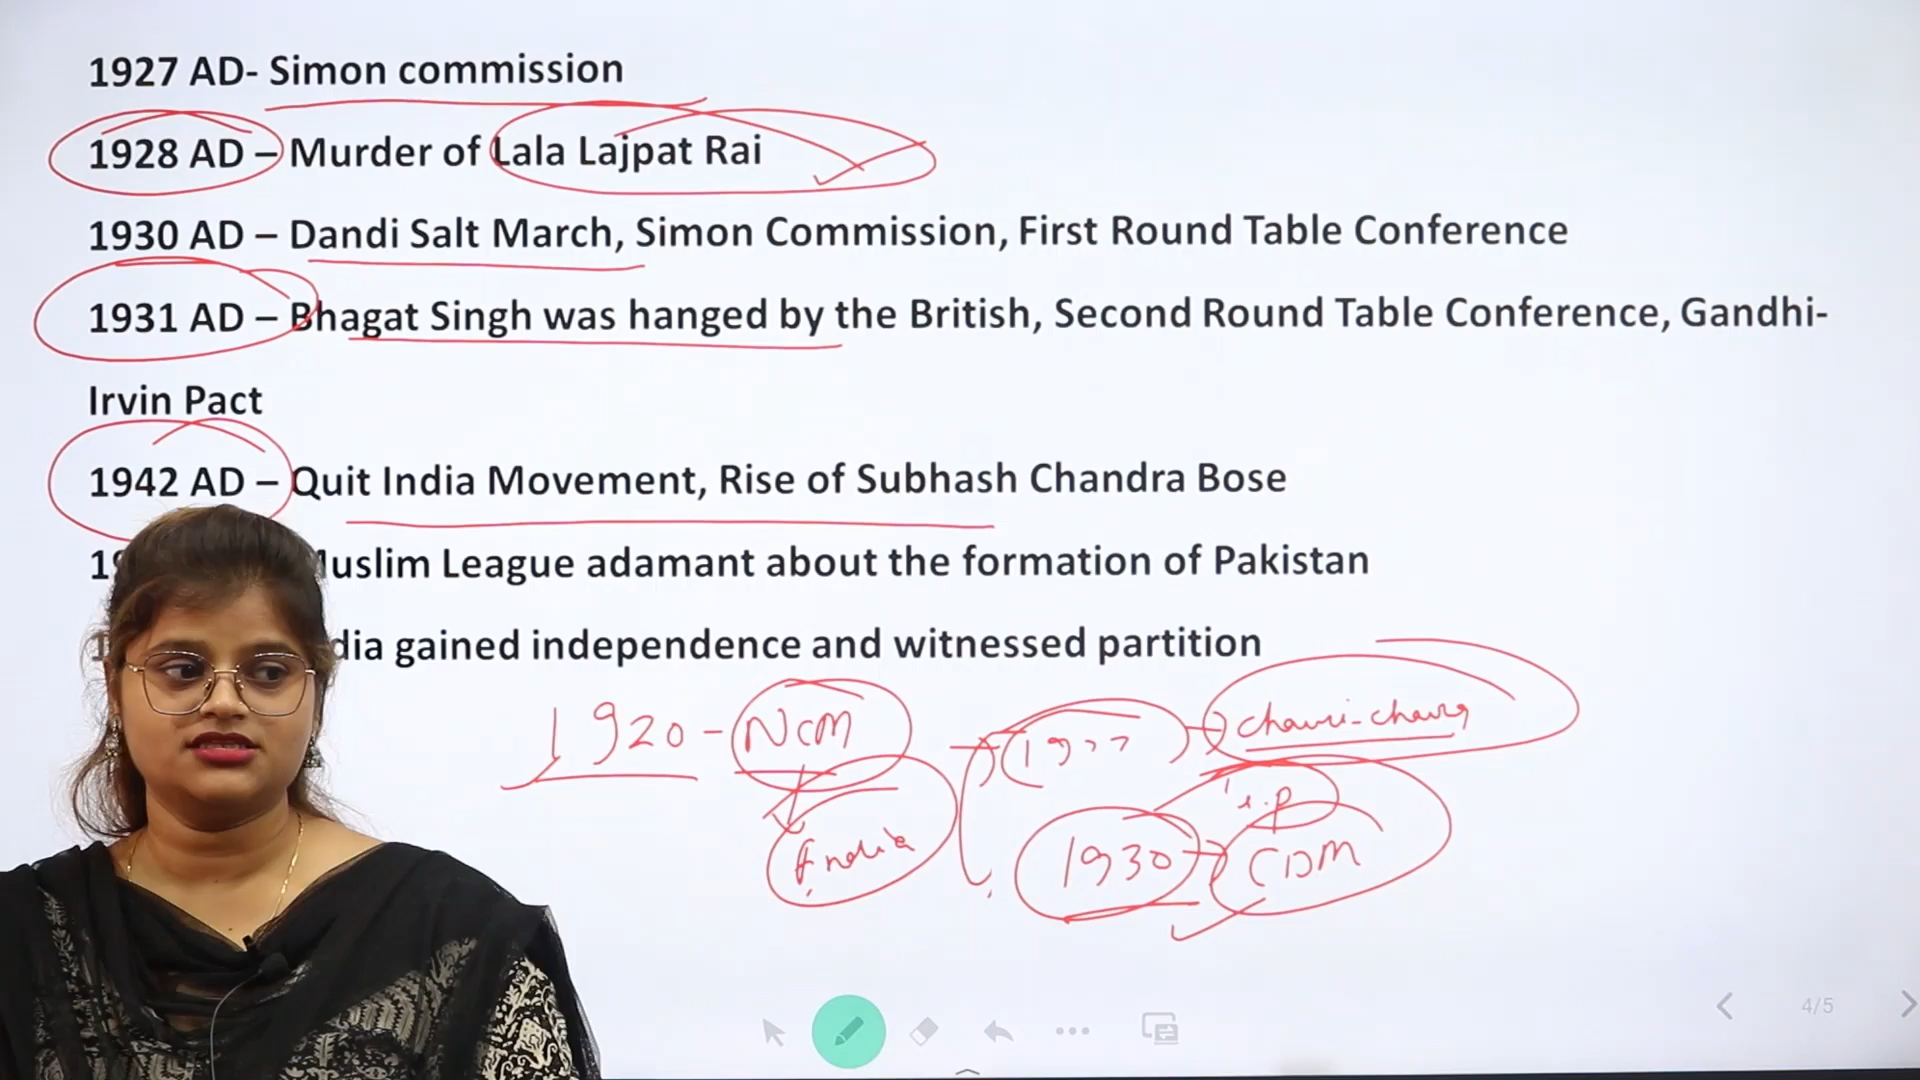 1927 AD- Simon commission
1928 AD – Murder of Lala Lajpat Rai
1930 AD – Dandi Salt March, Simon Commission, First Round Table Conference
1931 AD – Bhagat Singh was hanged by the British, Second Round Table Conference, Gandhi-
Irvin Pact
1942 AD – Quit India Movement, Rise of Subhash Chandra Bose
uslim League adamant about the formation of Pakistan
dia gained independence and witnessed partition
1920 - NCM 1922 chauri-chaura
U.P
India 1930 CDM
4/5